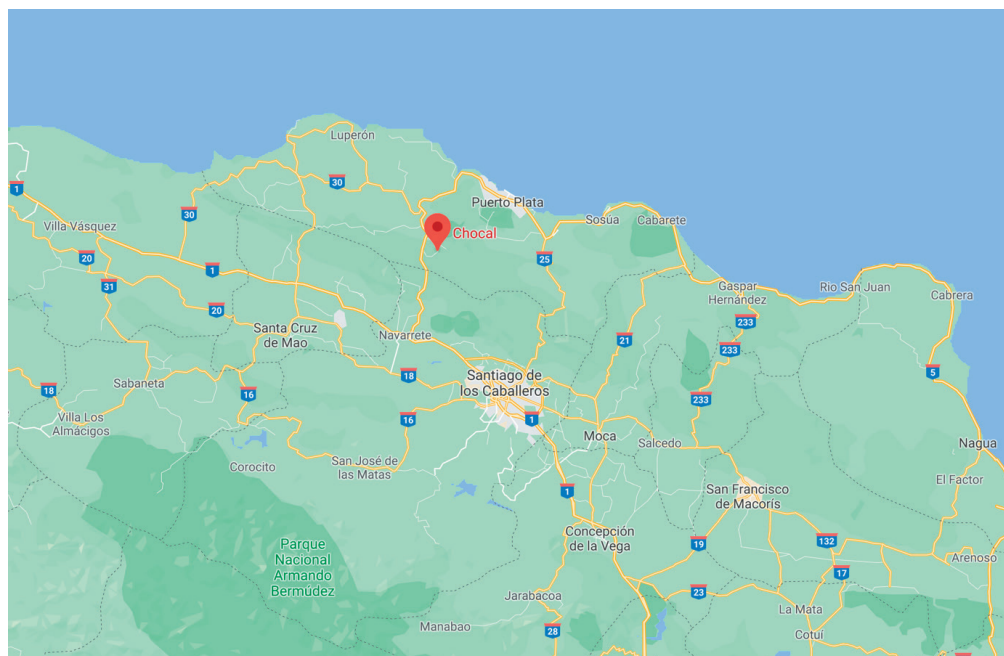 Luperón
30
1
30
Puerto Plata
Villa Vásquez
Sosúa
Cabarete
Chocal
20
1
25
31
Gaspar
Hernández
Rio San Juan
Cabrera
20
233
Santa Cruz
de Mao
Navarrete
21
233
18
Santiago de
los Caballeros
5
Sabaneta
18
16
233
Villa Los
Almácigos
16
1
Moca
Salcedo
Nagua
Corocito
San José de
las Matas
El Factor
1
San Francisco
de Macorís
Concepción
de la Vega
19
132
Parque
Nacional
Armando
Bermúdez
Arenoso
17
23
Jarabacoa
La Mata
Manabao
28
Cotuí